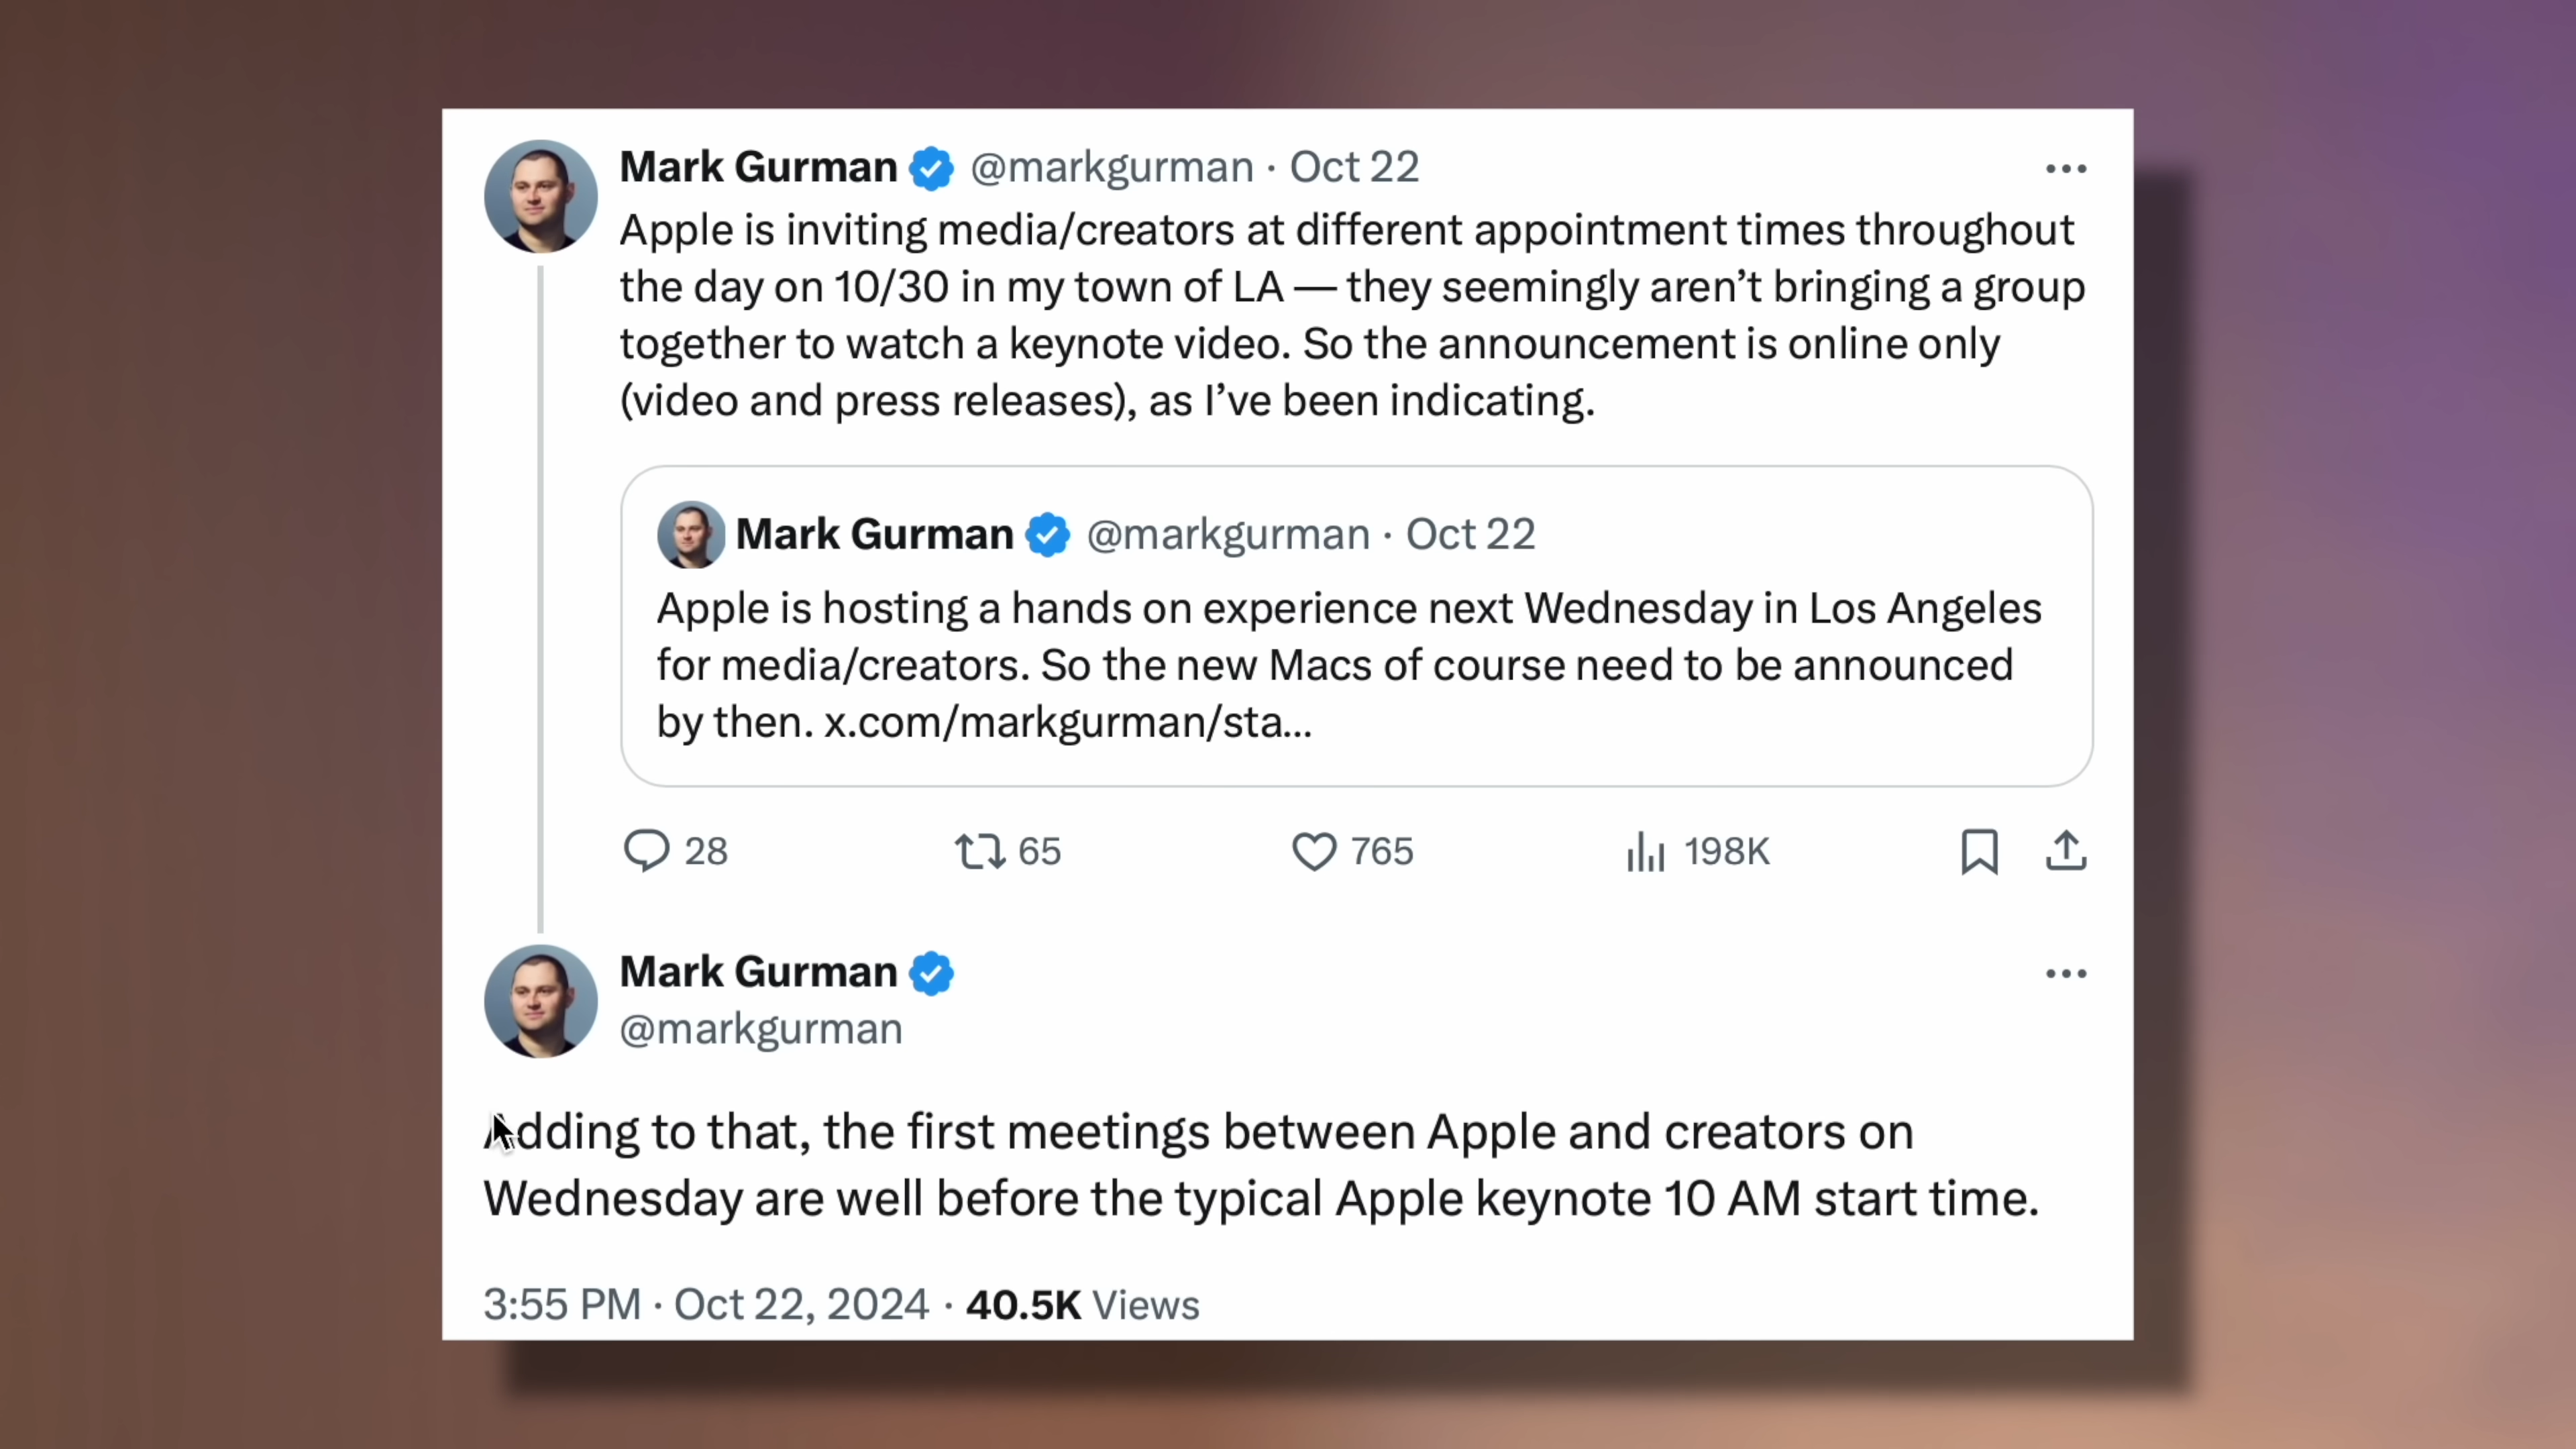 Mark Gurman @markgurman · Oct 22
Apple is inviting media/creators at different appointment times throughout
the day on 10/30 in my town of LA — they seemingly aren’t bringing a group
together to watch a keynote video. So the announcement is online only
(video and press releases), as I’ve been indicating.
Mark Gurman @markgurman · Oct 22
Apple is hosting a hands on experience next Wednesday in Los Angeles
for media/creators. So the new Macs of course need to be announced
by then. x.com/markgurman/sta...
28 65 765 198K
Mark Gurman
@markgurman
Adding to that, the first meetings between Apple and creators on
Wednesday are well before the typical Apple keynote 10 AM start time.
3:55 PM · Oct 22, 2024 · 40.5K Views